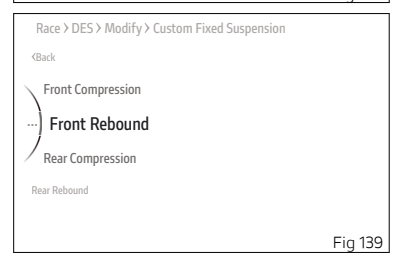 Race > DES > Modify > Custom Fixed Suspension
<Back
Front Compression
... Front Rebound
Rear Compression
Rear Rebound
Fig 139